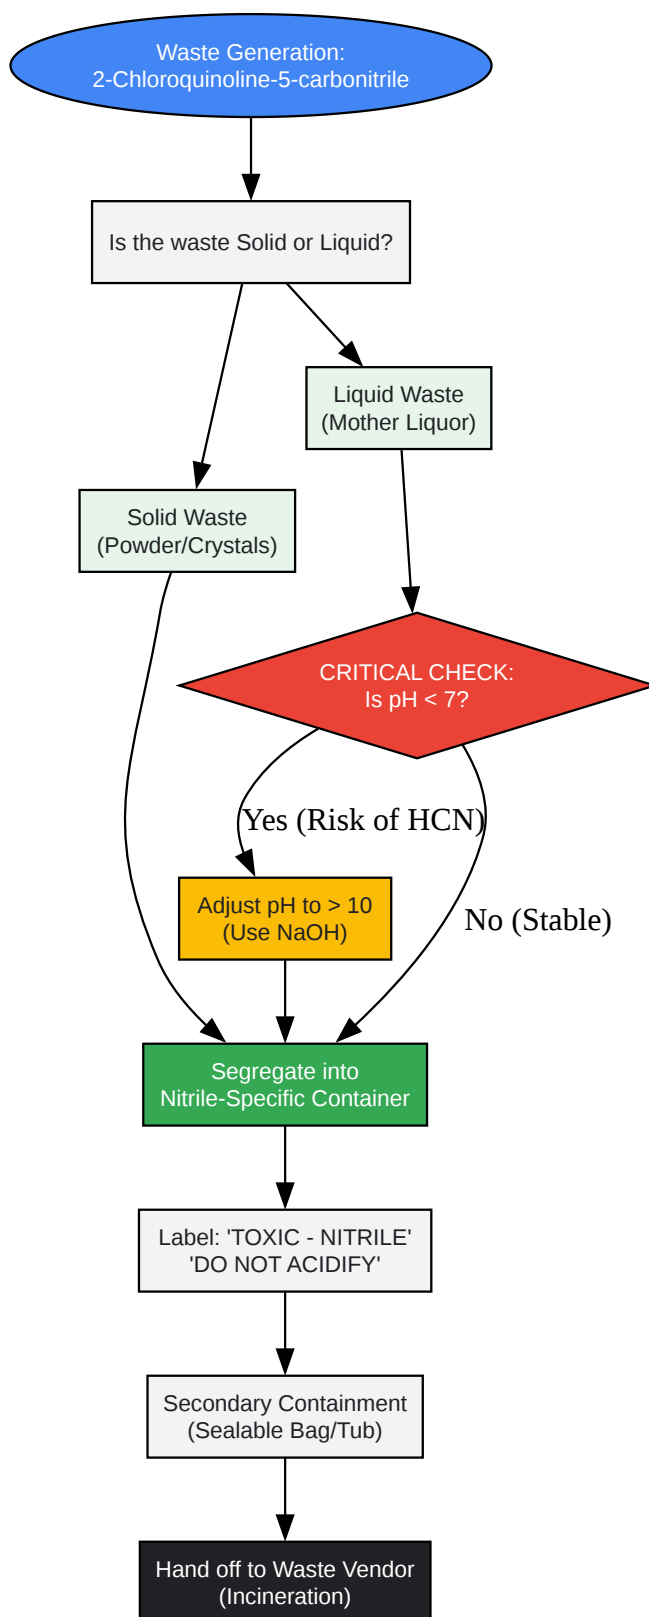 Waste Generation:
2-Chloroquinoline-5-carbonitrile
Is the waste Solid or Liquid?
Liquid Waste
(Mother Liquor)
Solid Waste
(Powder/Crystals)
CRITICAL CHECK:
Is pH < 7?
Yes (Risk of HCN)
Adjust pH to > 10
(Use NaOH)
No (Stable)
Segregate into
Nitrile-Specific Container
Label: 'TOXIC - NITRILE'
'DO NOT ACIDIFY'
Secondary Containment
(Sealable Bag/Tub)
Hand off to Waste Vendor
(Incineration)